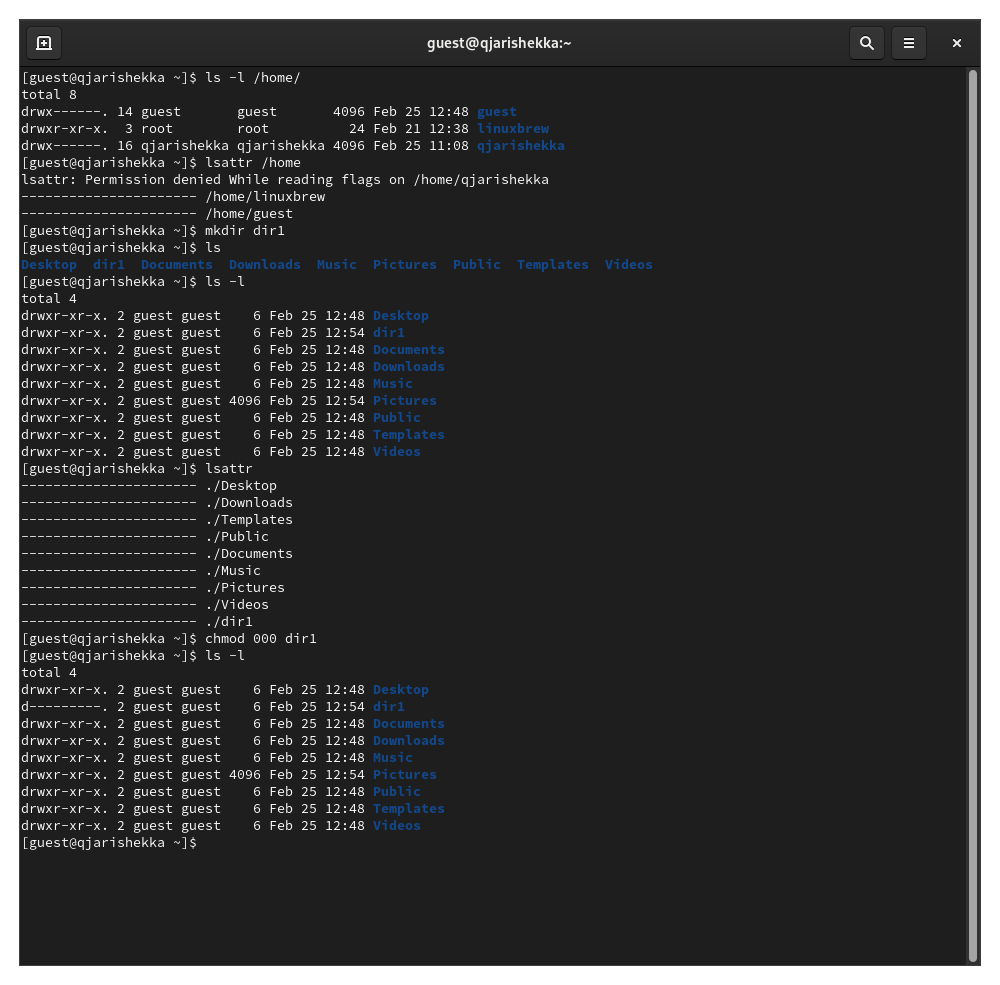 guest@qjarishekka:~
[guest@qjarishekka ~]$ ls -l /home/
total 8
drwx------. 14 guest       guest       4096 Feb 25 12:48 guest
drwxr-xr-x.  3 root        root          24 Feb 21 12:38 linuxbrew
drwx------. 16 qjarishekka qjarishekka 4096 Feb 25 11:08 qjarishekka
[guest@qjarishekka ~]$ lsattr /home
lsattr: Permission denied While reading flags on /home/qjarishekka
---------------------- /home/linuxbrew
---------------------- /home/guest
[guest@qjarishekka ~]$ mkdir dir1
[guest@qjarishekka ~]$ ls
Desktop  dir1  Documents  Downloads  Music  Pictures  Public  Templates  Videos
[guest@qjarishekka ~]$ ls -l
total 4
drwxr-xr-x. 2 guest guest    6 Feb 25 12:48 Desktop
drwxr-xr-x. 2 guest guest    6 Feb 25 12:54 dir1
drwxr-xr-x. 2 guest guest    6 Feb 25 12:48 Documents
drwxr-xr-x. 2 guest guest    6 Feb 25 12:48 Downloads
drwxr-xr-x. 2 guest guest    6 Feb 25 12:48 Music
drwxr-xr-x. 2 guest guest 4096 Feb 25 12:54 Pictures
drwxr-xr-x. 2 guest guest    6 Feb 25 12:48 Public
drwxr-xr-x. 2 guest guest    6 Feb 25 12:48 Templates
drwxr-xr-x. 2 guest guest    6 Feb 25 12:48 Videos
[guest@qjarishekka ~]$ lsattr
---------------------- ./Desktop
---------------------- ./Downloads
---------------------- ./Templates
---------------------- ./Public
---------------------- ./Documents
---------------------- ./Music
---------------------- ./Pictures
---------------------- ./Videos
---------------------- ./dir1
[guest@qjarishekka ~]$ chmod 000 dir1
[guest@qjarishekka ~]$ ls -l
total 4
drwxr-xr-x. 2 guest guest    6 Feb 25 12:48 Desktop
d---------. 2 guest guest    6 Feb 25 12:54 dir1
drwxr-xr-x. 2 guest guest    6 Feb 25 12:48 Documents
drwxr-xr-x. 2 guest guest    6 Feb 25 12:48 Downloads
drwxr-xr-x. 2 guest guest    6 Feb 25 12:48 Music
drwxr-xr-x. 2 guest guest 4096 Feb 25 12:54 Pictures
drwxr-xr-x. 2 guest guest    6 Feb 25 12:48 Public
drwxr-xr-x. 2 guest guest    6 Feb 25 12:48 Templates
drwxr-xr-x. 2 guest guest    6 Feb 25 12:48 Videos
[guest@qjarishekka ~]$